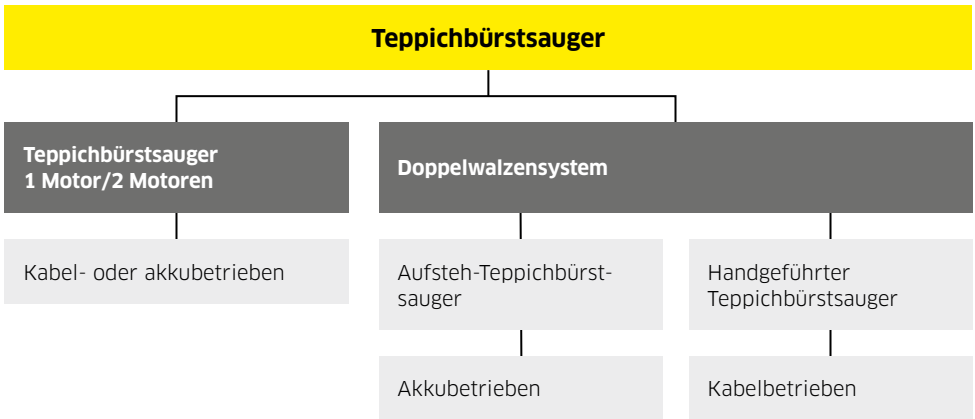 Teppichbürstsauger
Teppichbürstsauger
1 Motor/2 Motoren
Doppelwalzensystem
Kabel- oder akkubetrieben
Aufsteh-Teppichbürst-
sauger
Handgeführter
Teppichbürstsauger
Akkubetrieben
Kabelbetrieben